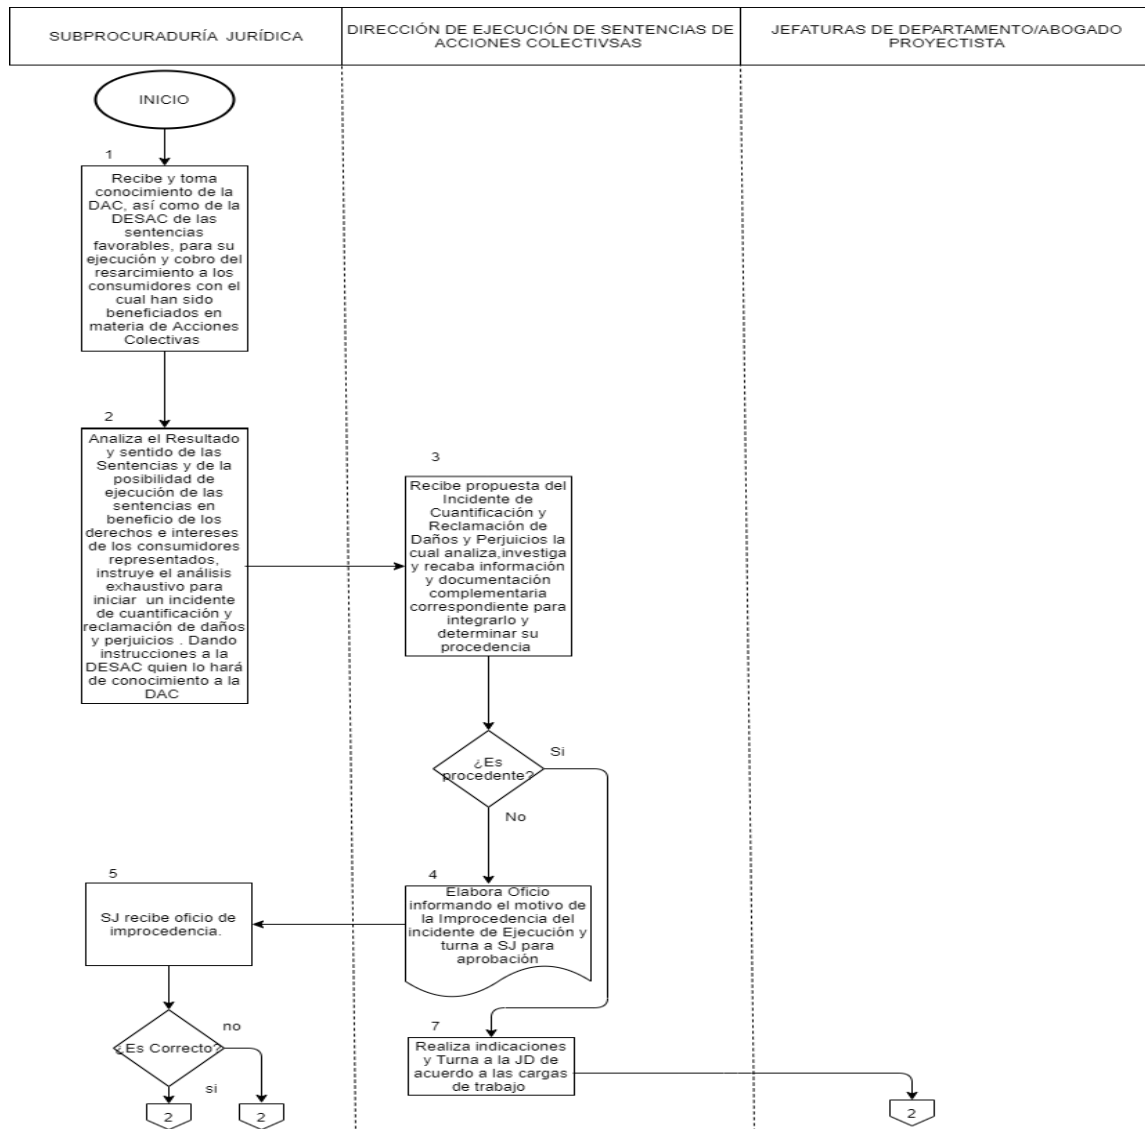 SUBPROCURADURÍA JURÍDICA
DIRECCIÓN DE EJECUCIÓN DE SENTENCIAS DE
ACCIONES COLECTIVSAS
JEFATURAS DE DEPARTAMENTO/ABOGADO
PROYECTISTA
INICIO
1
Recibe y toma
conocimiento de la
DAC, así como de la
DESAC de las
sentencias
favorables, para su
ejecución y cobro del
resarcimiento a los
consumidores con el
cual han sido
beneficiados en
materia de Acciones
Colectivas
2
Analiza el Resultado
y sentido de las
Sentencias y de la
posibilidad de
ejecución de las
sentencias en
beneficio de los
derechos e intereses
de los consumidores
representados,
instruye el análisis
exhaustivo para
iniciar un incidente
de cuantificación y
reclamación de daños
y perjuicios . Dando
instrucciones a la
DESAC quien lo hará
de conocimiento a la
DAC
3
Recibe propuesta del
Incidente de
Cuantificación y
Reclamación de
Daños y Perjuicios la
cual analiza,investiga
y recaba información
y documentación
complementaria
correspondiente para
integrarlo y
determinar su
procedencia
¿Es
procedente?
Si
No
4
Elabora Oficio
informando el motivo de
la Improcedencia del
incidente de Ejecución y
turna a SJ para
aprobación
5
SJ recibe oficio de
improcedencia.
¿Es Correcto?
no
si
2
2
7
Realiza indicaciones
y Turna a la JD de
acuerdo a las cargas
de trabajo
2